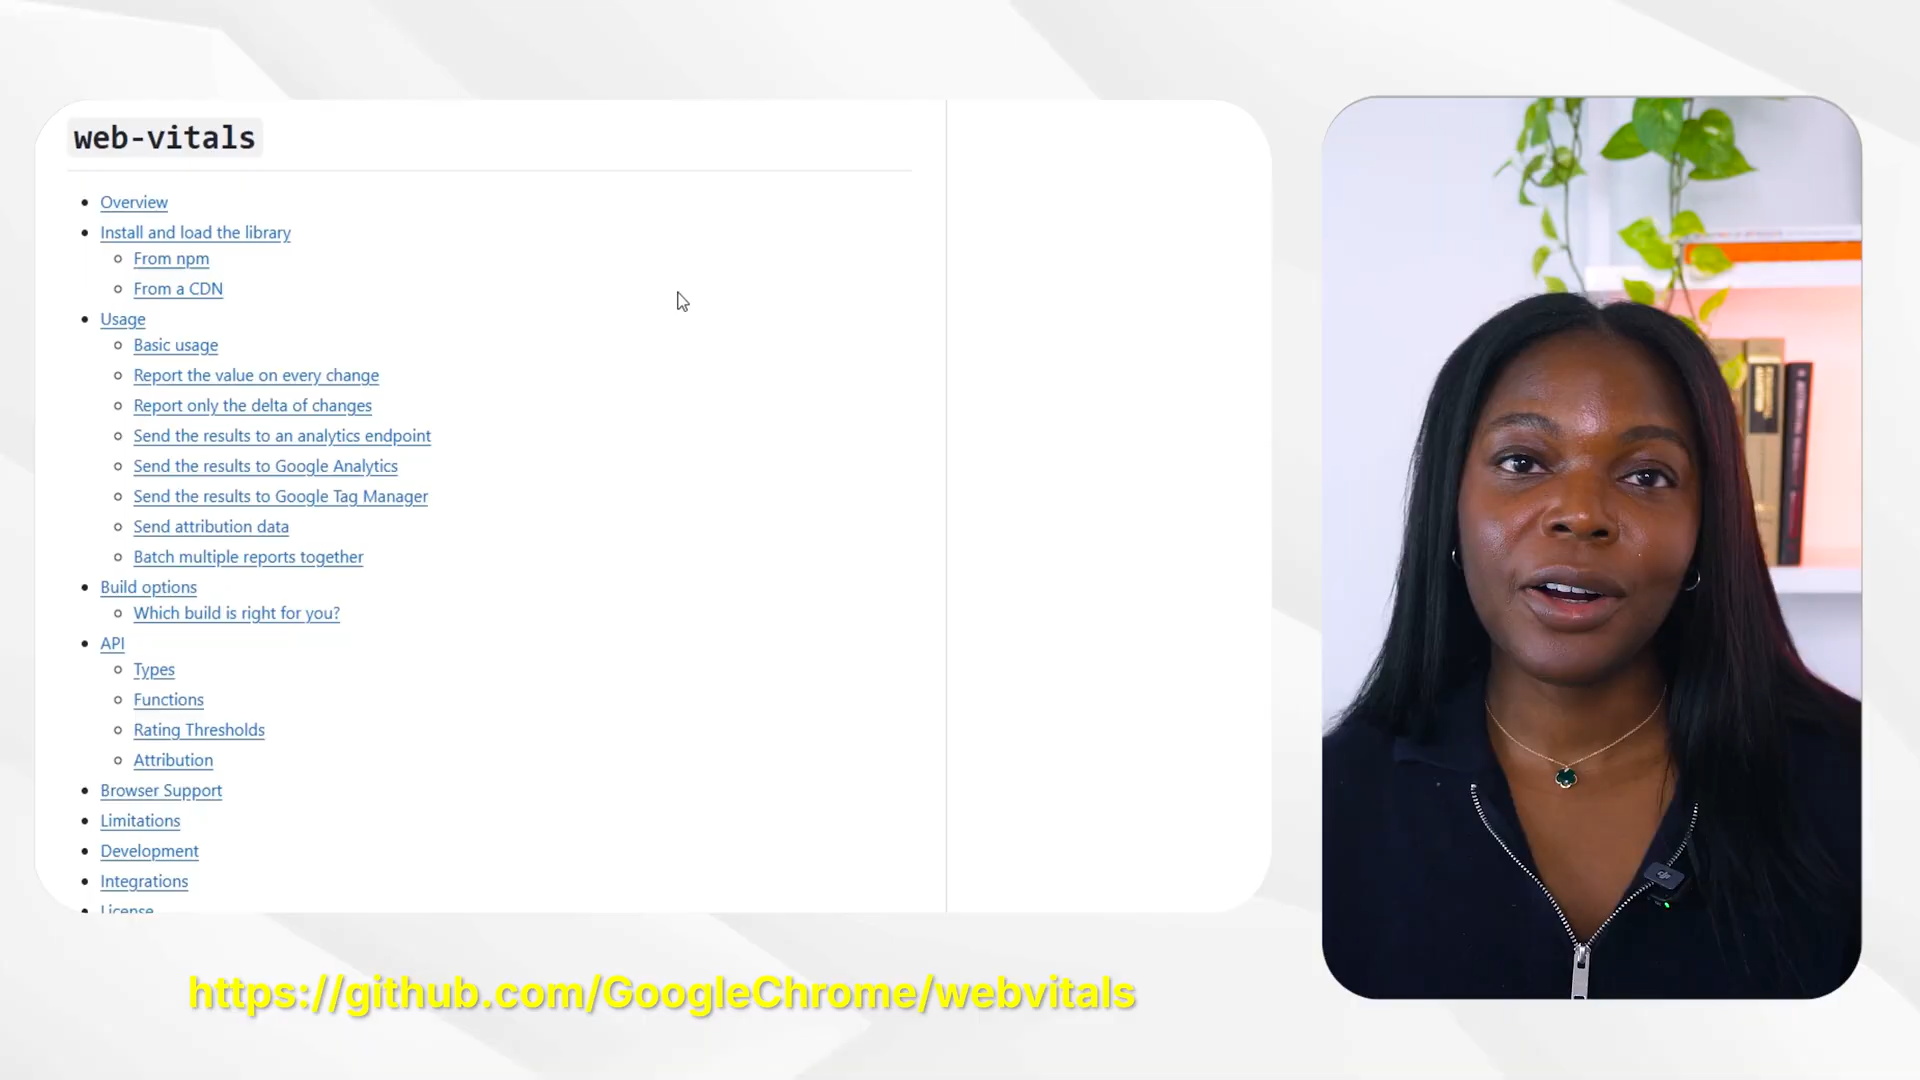 web-vitals
Overview
Install and load the library
From npm
From a CDN
Usage
Basic usage
Report the value on every change
Report only the delta of changes
Send the results to an analytics endpoint
Send the results to Google Analytics
Send the results to Google Tag Manager
Send attribution data
Batch multiple reports together
Build options
Which build is right for you?
API
Types
Functions
Rating Thresholds
Attribution
Browser Support
Limitations
Development
Integrations
License
https://github.com/GoogleChrome/webvitals